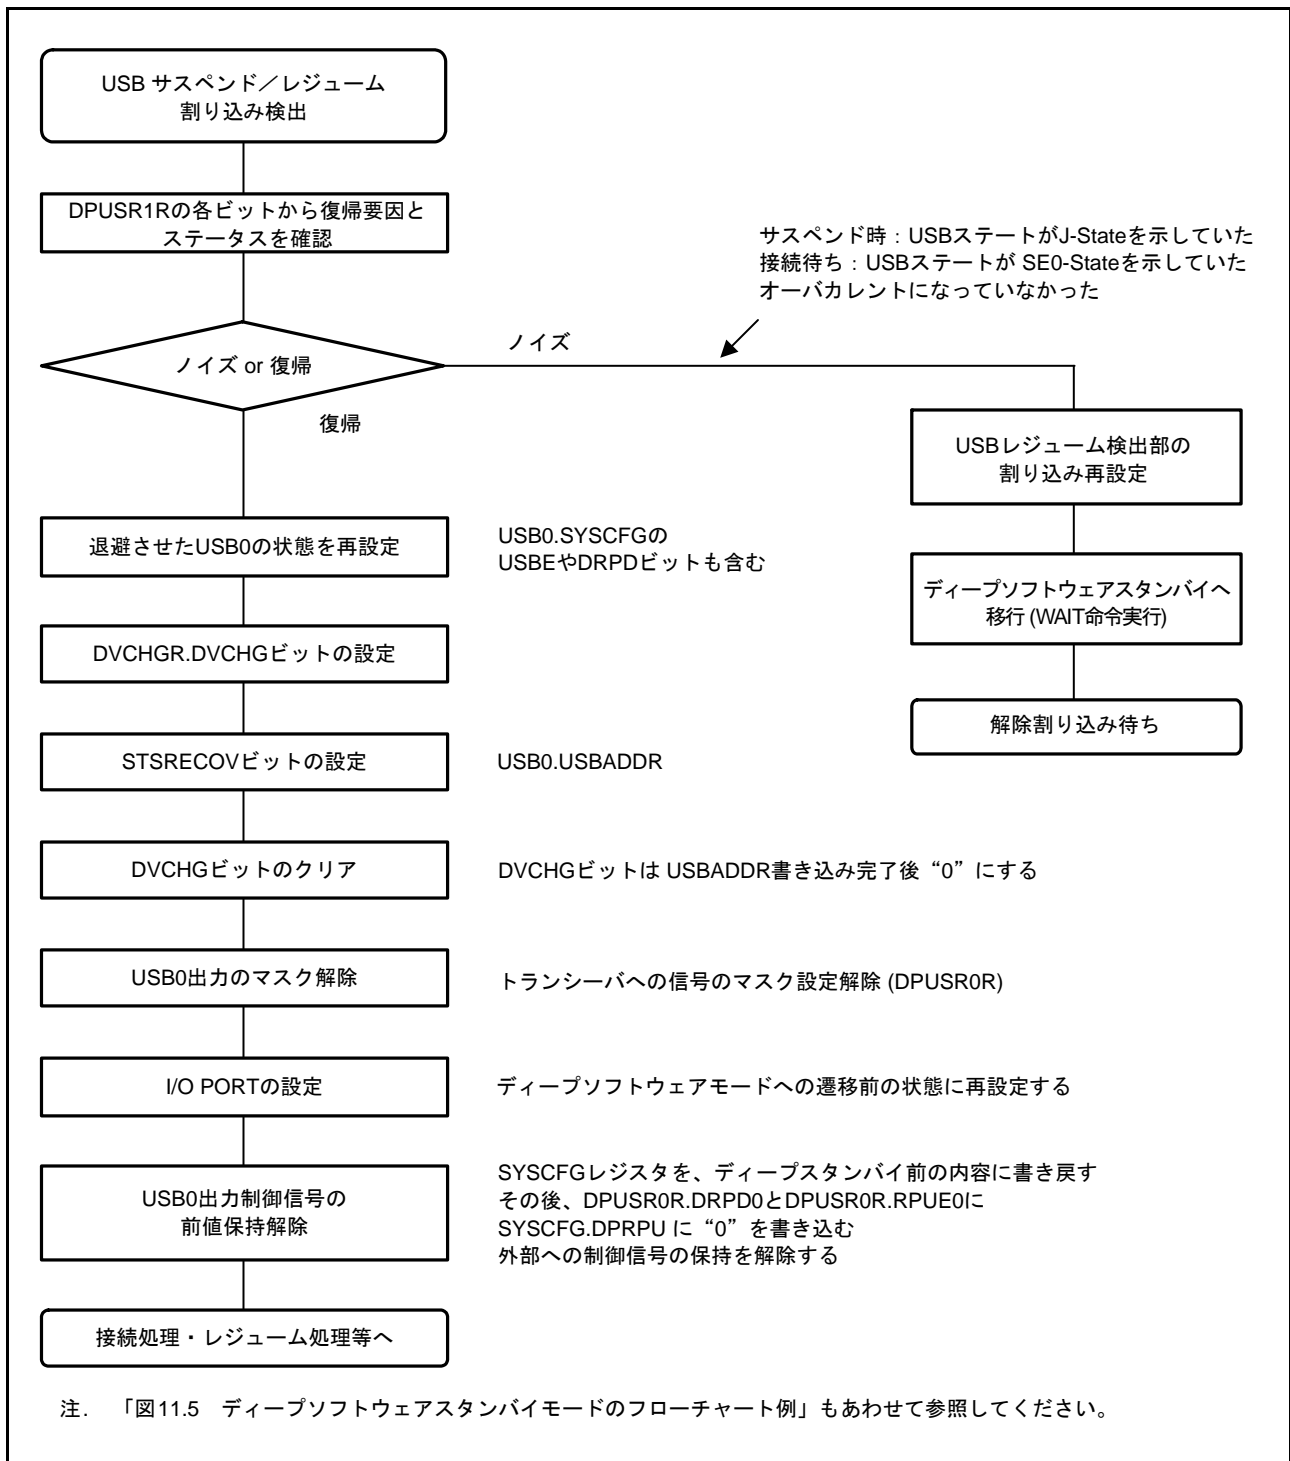 USB サスペンド／レジューム
割り込み検出
DPUSR1Rの各ビットから復帰要因と
ステータスを確認
サスペンド時：USBステートがJ-Stateを示していた
接続待ち：USBステートが SE0-Stateを示していた
オーバカレントになっていなかった
ノイズ or 復帰
ノイズ
復帰
USBレジューム検出部の
割り込み再設定
ディープソフトウェアスタンバイへ
移行 (WAIT命令実行)
解除割り込み待ち
退避させたUSB0の状態を再設定
USB0.SYSCFGの
USBEやDRPDビットも含む
DVCHGR.DVCHGビットの設定
STSRECOVビットの設定
USB0.USBADDR
DVCHGビットのクリア
DVCHGビットは USBADDR書き込み完了後“0”にする
USB0出力のマスク解除
トランシーバへの信号のマスク設定解除 (DPUSR0R)
I/O PORTの設定
ディープソフトウェアモードへの遷移前の状態に再設定する
USB0出力制御信号の
前値保持解除
SYSCFGレジスタを、ディープスタンバイ前の内容に書き戻す
その後、DPUSR0R.DRPD0とDPUSR0R.RPUE0に
SYSCFG.DPRPU に“0”を書き込む
外部への制御信号の保持を解除する
接続処理・レジューム処理等へ
注. 「図11.5 ディープソフトウェアスタンバイモードのフローチャート例」もあわせて参照してください。